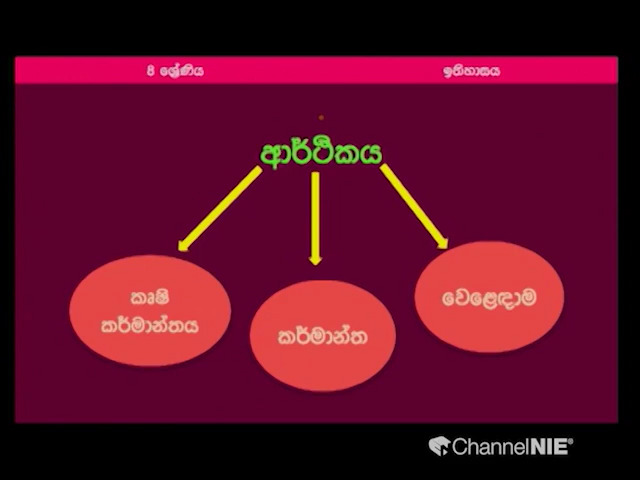 8 ශ්‍රේණිය
ඉතිහාසය
ආර්ථිකය
කෘෂි
කර්මාන්තය
කර්මාන්ත
වෙළෙඳාම
ChannelNIE®